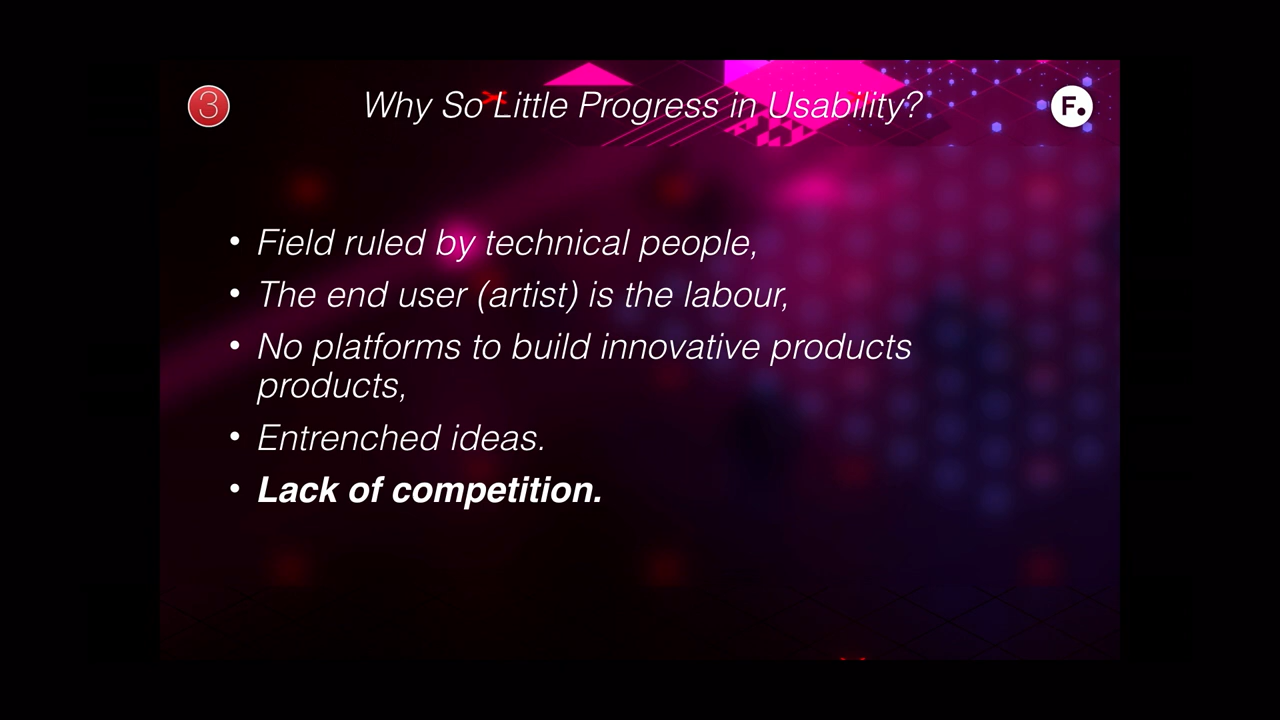 3
Why So Little Progress in Usability?
F.
• Field ruled by technical people,
• The end user (artist) is the labour,
• No platforms to build innovative products
products,
• Entrenched ideas.
• Lack of competition.